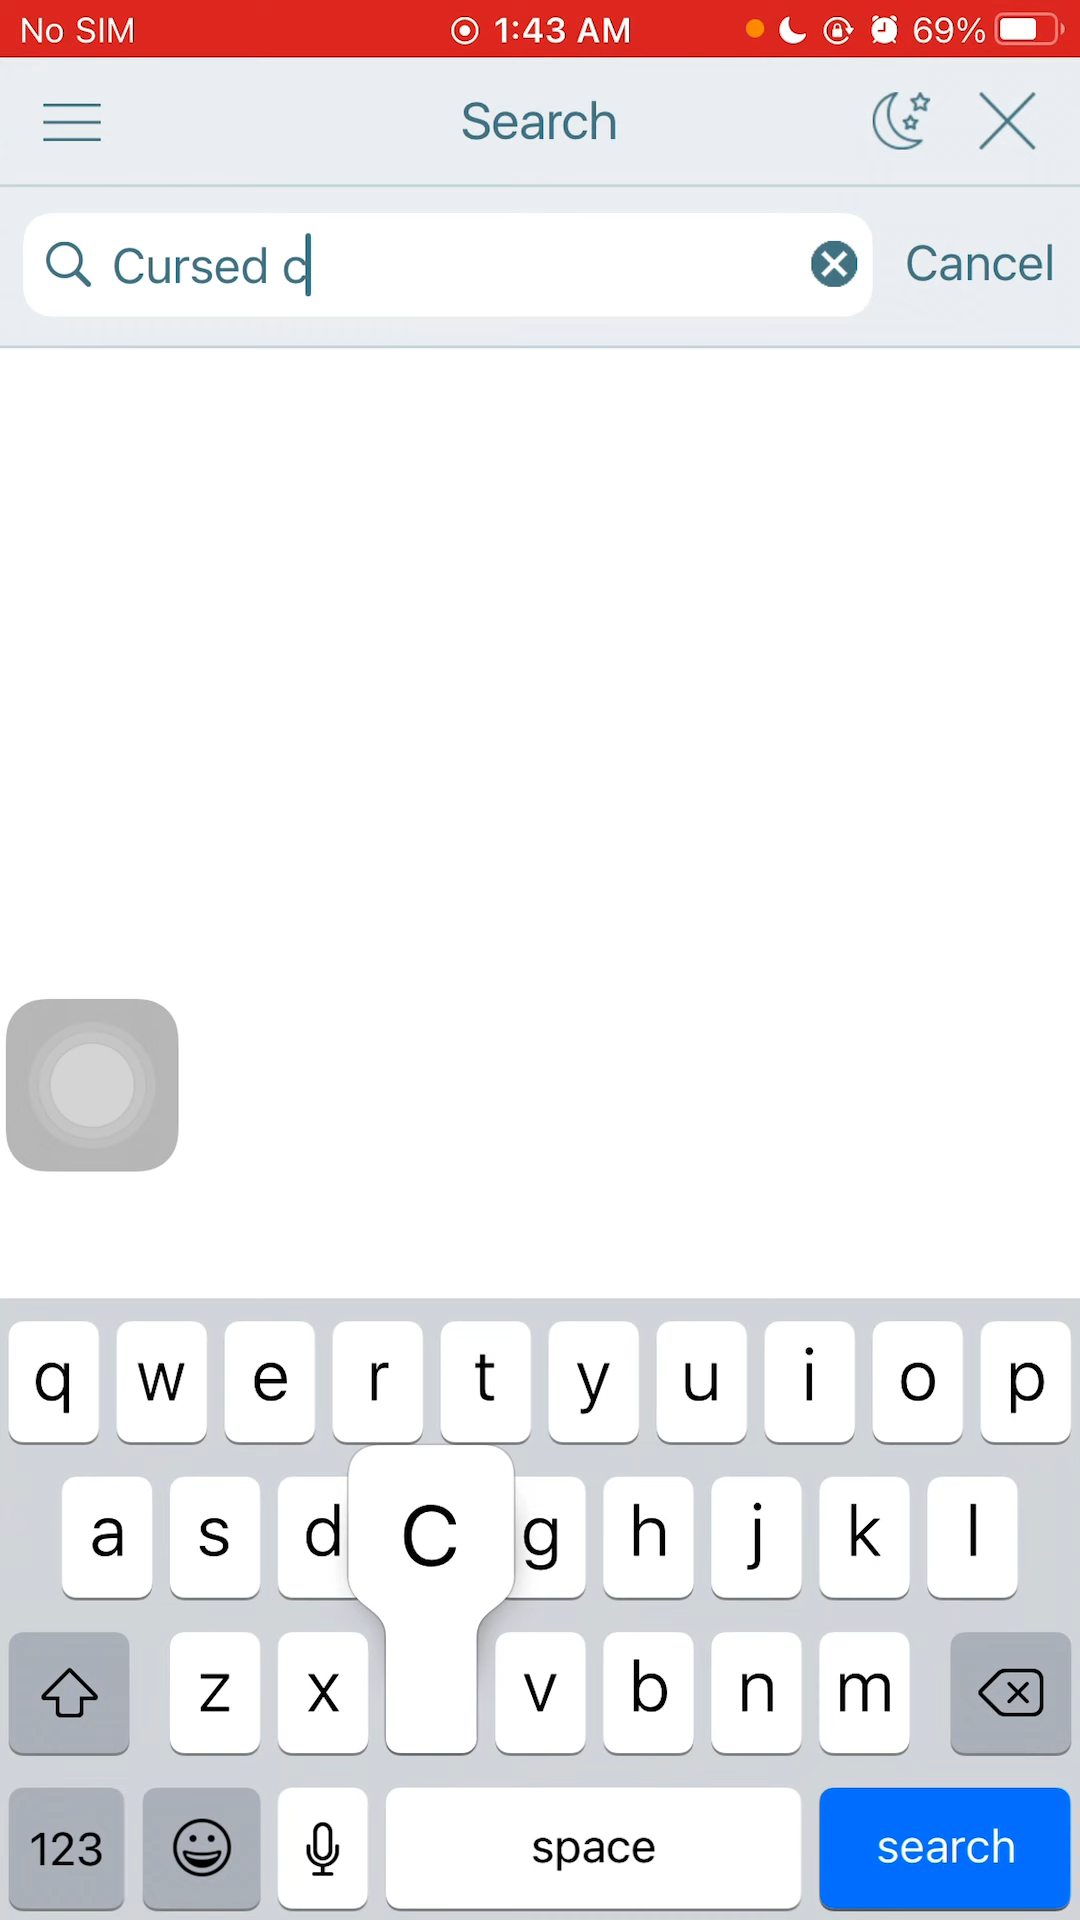 No SIM 1:43 AM 69%
Search
Cursed c Cancel
q w e r t y u i o p
a s d C g h j k l
z x v b n m
123 space search